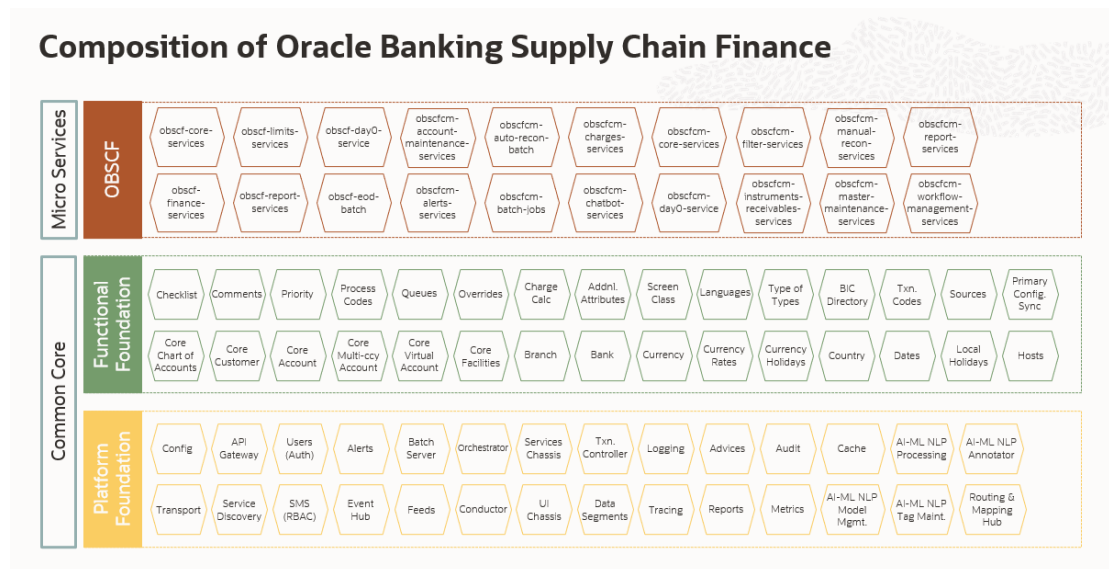 Composition of Oracle Banking Supply Chain Finance
Micro Services
OBSCF
obscf-core-
services
obscf-limits-
services
obscf-day0-
service
obscfcm-
account-
maintenance-
services
obscfcm-
auto-recon-
batch
obscfcm-
charges-
services
obscfcm-
core-services
obscfcm-
filter-services
obscfcm-
manual-
recon-
services
obscfcm-
report-
services
obscf-
finance-
services
obscf-report-
services
obscf-eod-
batch
obscfcm-
alerts-
services
obscfcm-
batch-jobs
obscfcm-
chatbot-
services
obscfcm-
day0-service
obscfcm-
instruments-
receivables-
services
obscfcm-
master-
maintenance-
services
obscfcm-
workflow-
management-
services
Common Core
Functional
Foundation
Checklist
Comments
Priority
Process
Codes
Queues
Overrides
Charge
Calc
Addnl.
Attributes
Screen
Class
Languages
Type of
Types
BIC
Directory
Txn.
Codes
Sources
Primary
Config.
Sync
Core
Chart of
Accounts
Core
Customer
Core
Account
Core
Multi-ccy
Account
Core
Virtual
Account
Core
Facilities
Branch
Bank
Currency
Currency
Rates
Currency
Holidays
Country
Dates
Local
Holidays
Hosts
Platform
Foundation
Config
API
Gateway
Users
(Auth)
Alerts
Batch
Server
Orchestrator
Services
Chassis
Txn.
Controller
Logging
Advices
Audit
Cache
AI-ML NLP
Processing
AI-ML NLP
Annotator
Transport
Service
Discovery
SMS
(RBAC)
Event
Hub
Feeds
Conductor
UI
Chassis
Data
Segments
Tracing
Reports
Metrics
AI-ML NLP
Model
Mgmt.
AI-ML NLP
Tag Maint.
Routing &
Mapping
Hub